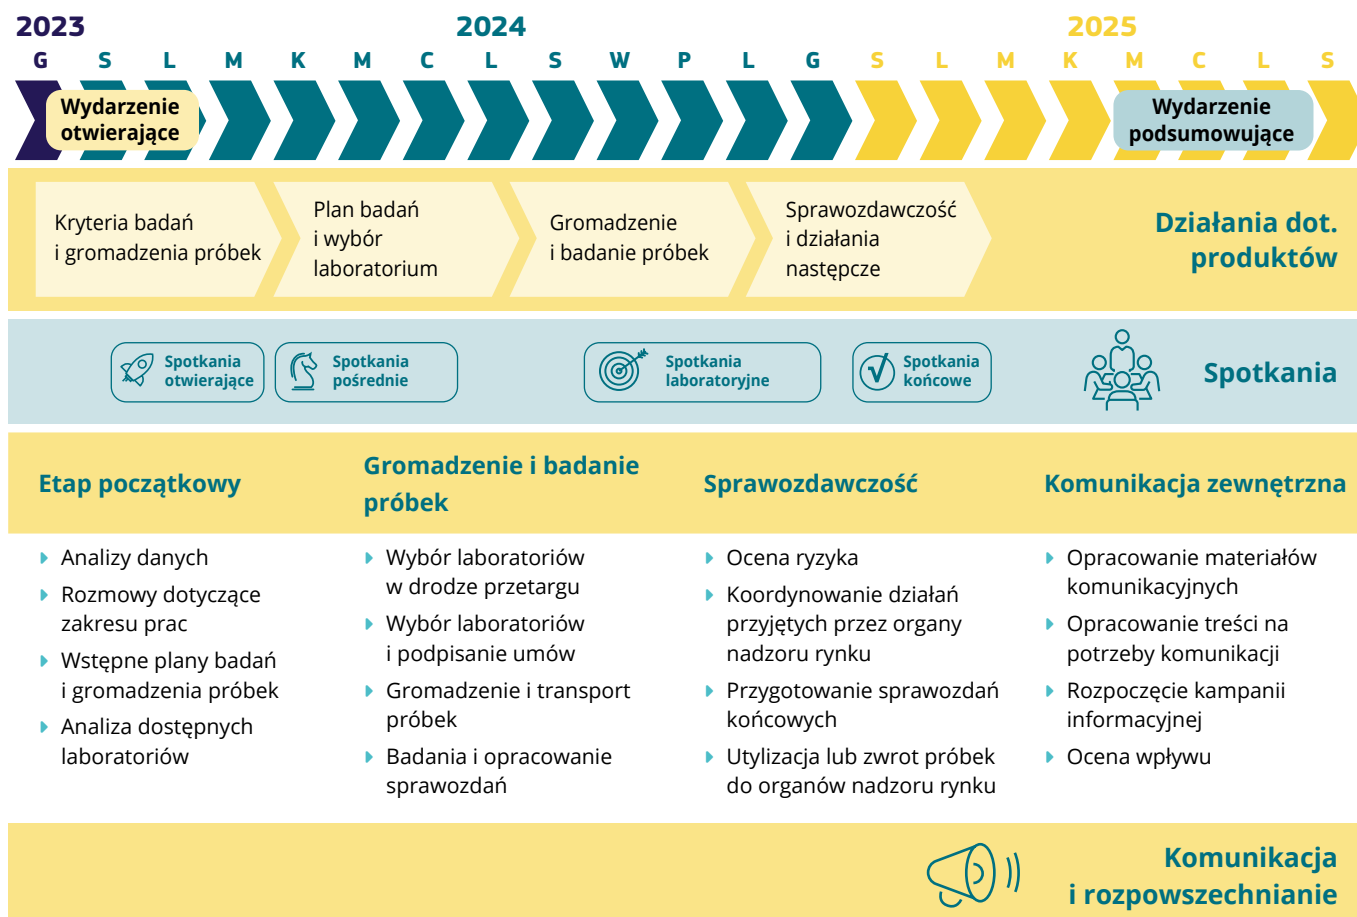 2023
2024
2025
G S L M K M C L S W P L G S L M K M C L S
Wydarzenie
otwierające
Wydarzenie
podsumowujące
Kryteria badań
i gromadzenia próbek
Plan badań
i wybór
laboratorium
Gromadzenie
i badanie próbek
Sprawozdawczość
i działania
następcze
Działania dot.
produktów
Spotkania
otwierające
Spotkania
pośrednie
Spotkania
laboratoryjne
Spotkania
końcowe
Spotkania
Etap początkowy
Analizy danych
Rozmowy dotyczące
zakresu prac
Wstępne plany badań
i gromadzenia próbek
Analiza dostępnych
laboratoriów
Gromadzenie i badanie
próbek
Wybór laboratoriów
w drodze przetargu
Wybór laboratoriów
i podpisanie umów
Gromadzenie i transport
próbek
Badania i opracowanie
sprawozdań
Sprawozdawczość
Ocena ryzyka
Koordynowanie działań
przyjętych przez organy
nadzoru rynku
Przygotowanie sprawozdań
końcowych
Utylizacja lub zwrot próbek
do organów nadzoru rynku
Komunikacja zewnętrzna
Opracowanie materiałów
komunikacyjnych
Opracowanie treści na
potrzeby komunikacji
Rozpoczęcie kampanii
informacyjnej
Ocena wpływu
Komunikacja
i rozpowszechnianie